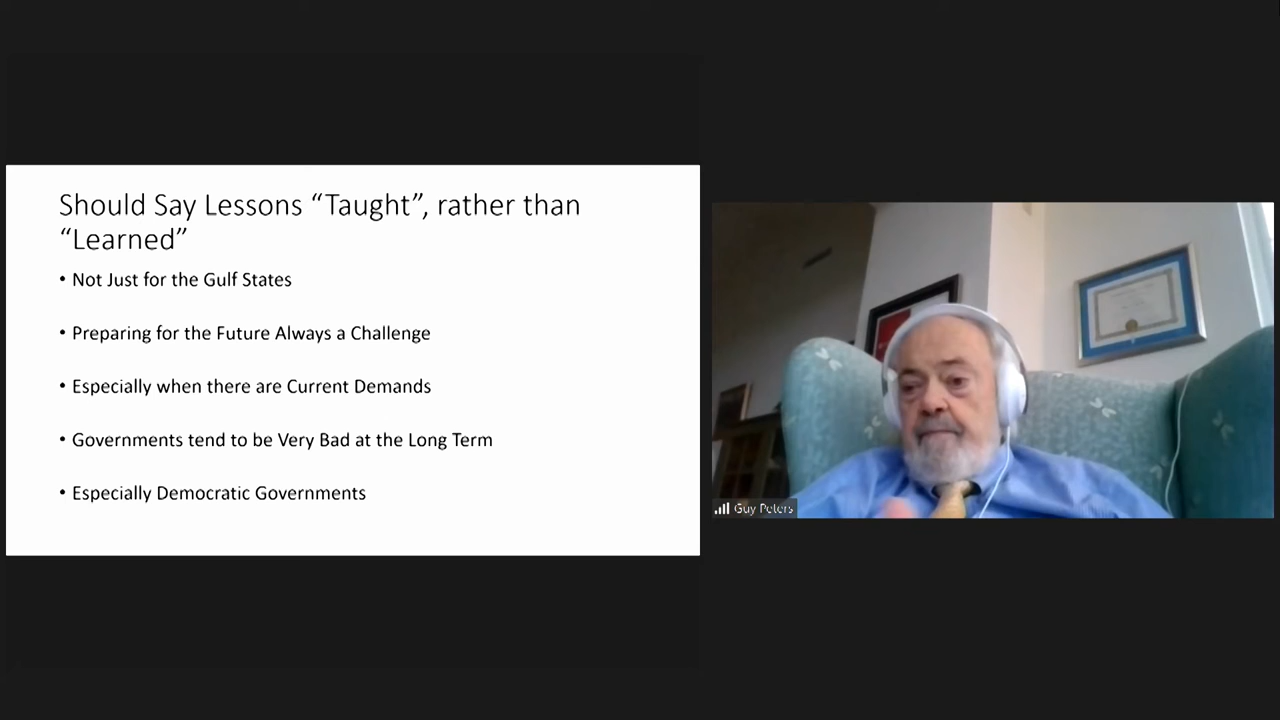 Should Say Lessons “Taught”, rather than
“Learned”
• Not Just for the Gulf States
• Preparing for the Future Always a Challenge
• Especially when there are Current Demands
• Governments tend to be Very Bad at the Long Term
• Especially Democratic Governments
Guy Peters